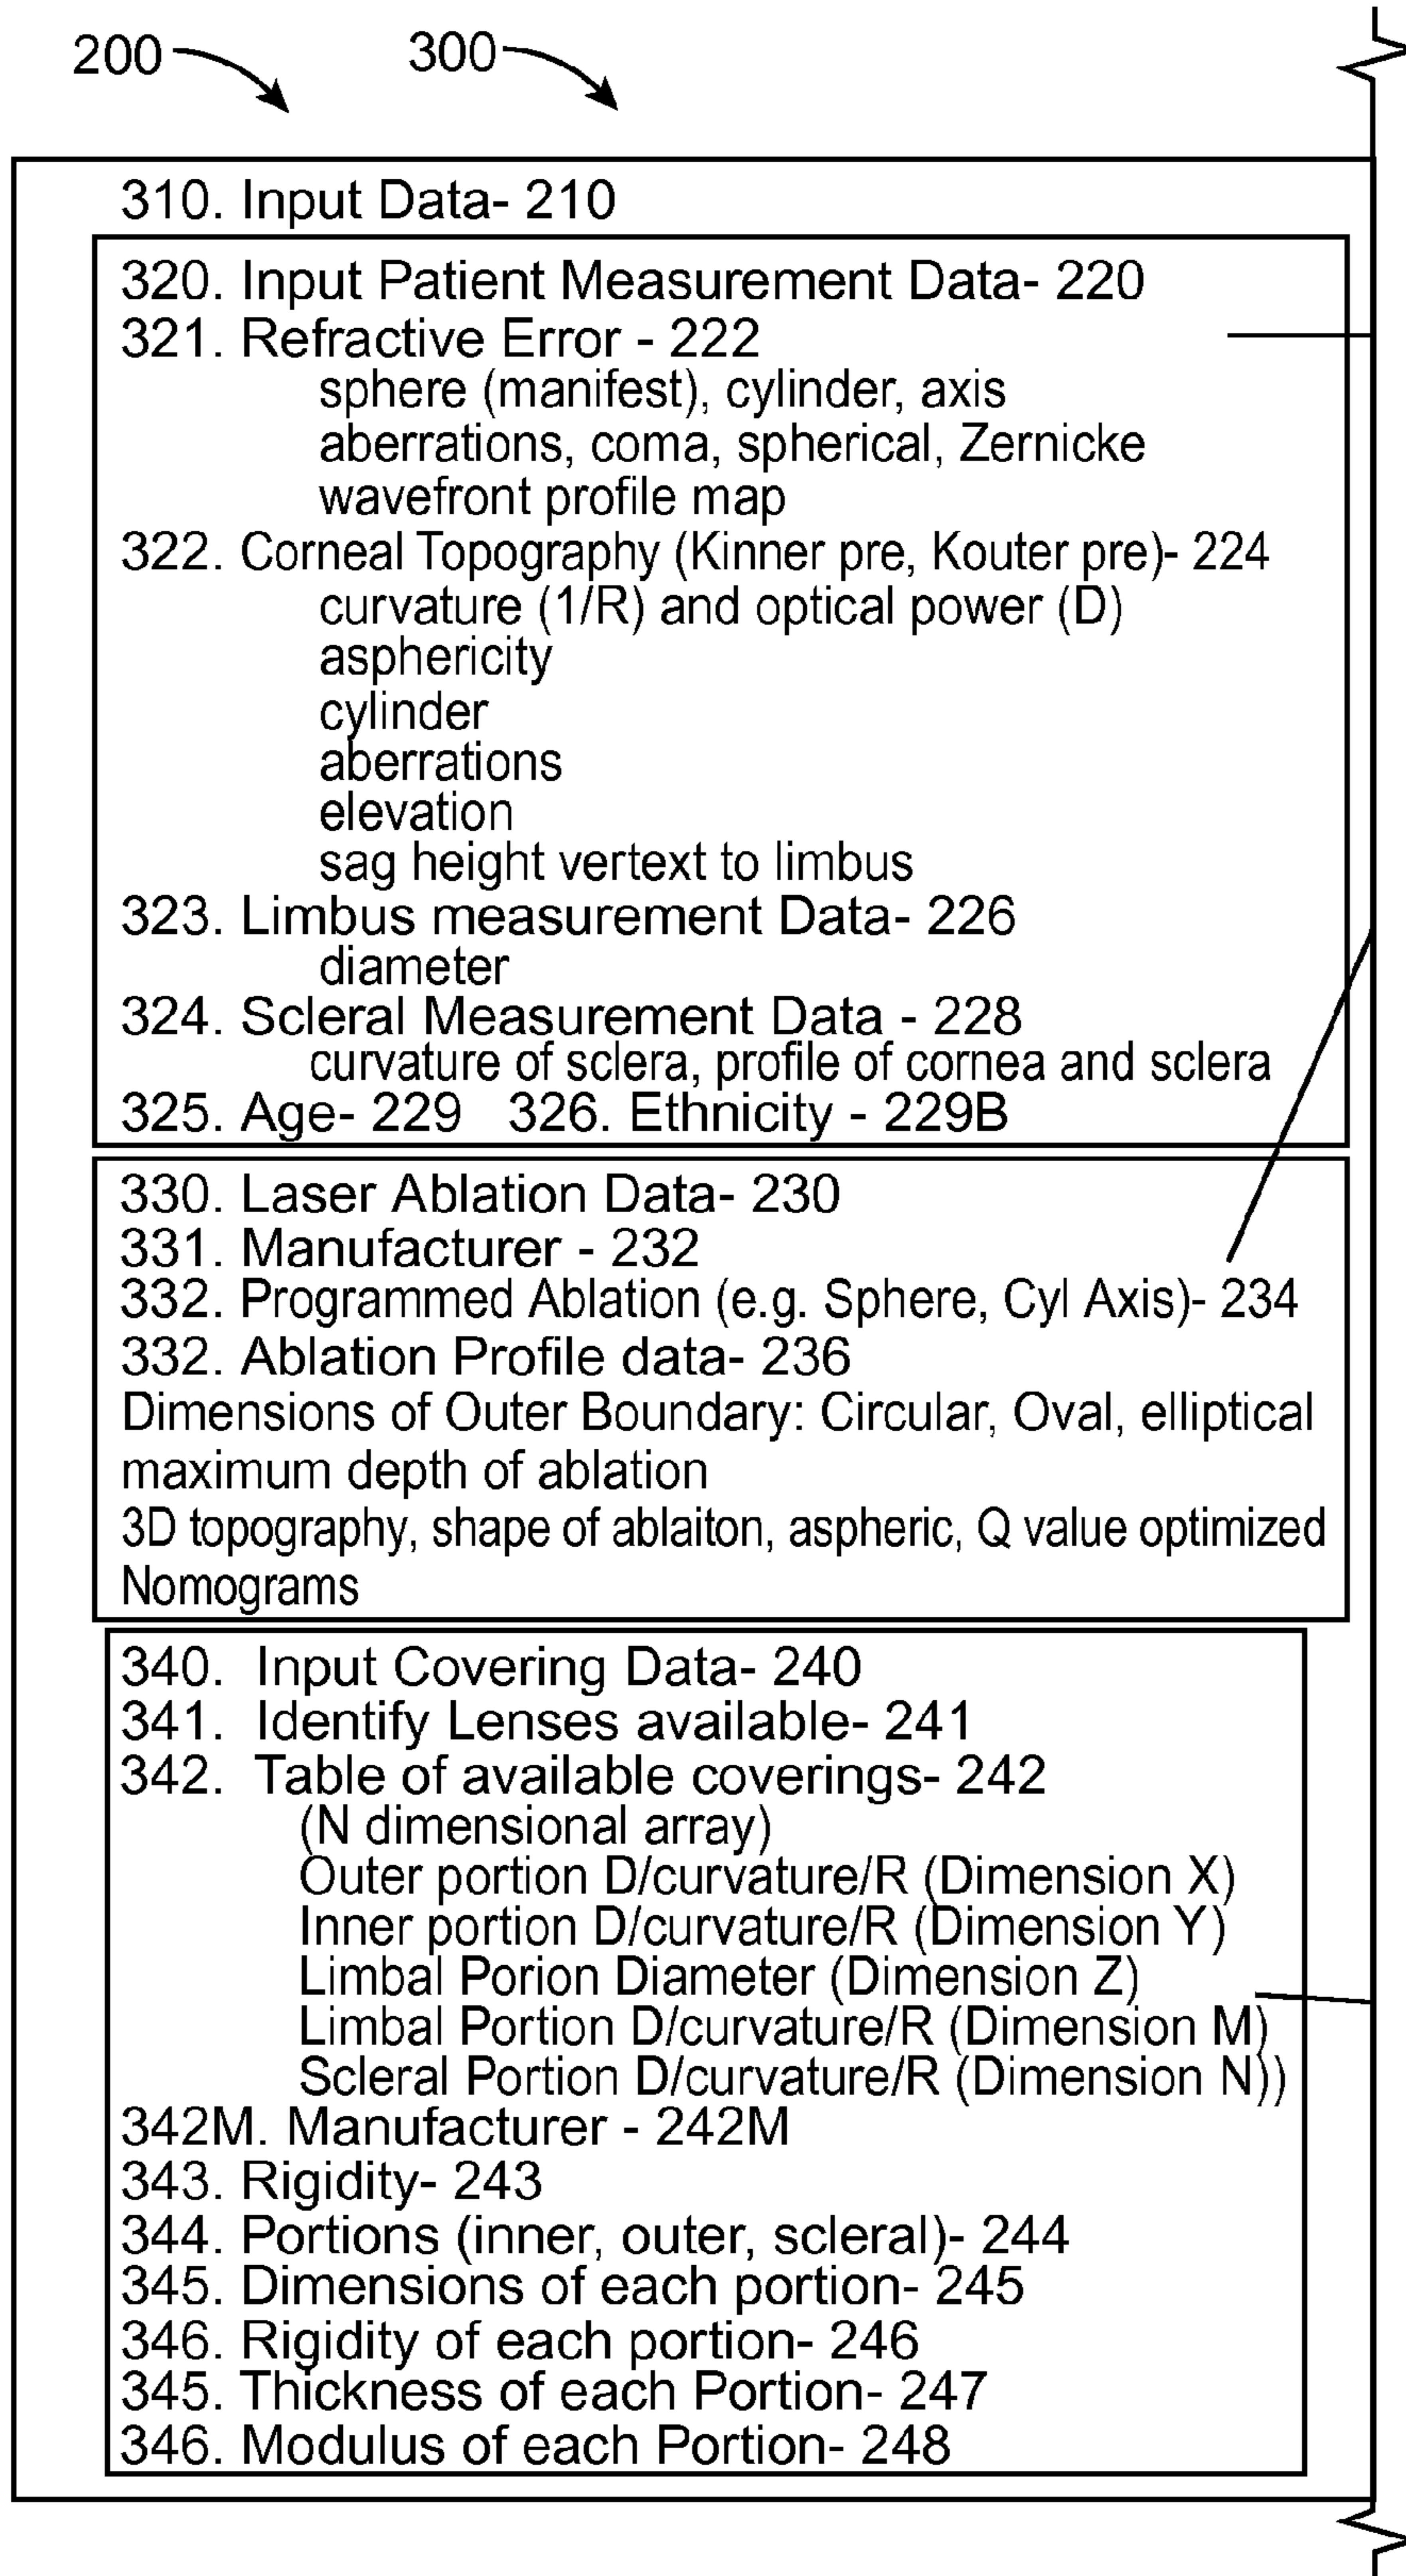 200 300
310. Input Data- 210
320. Input Patient Measurement Data- 220
321. Refractive Error - 222
sphere (manifest), cylinder, axis
aberrations, coma, spherical, Zernicke
wavefront profile map
322. Corneal Topography (Kinner pre, Kouter pre)- 224
curvature (1/R) and optical power (D)
asphericity
cylinder
aberrations
elevation
sag height vertext to limbus
323. Limbus measurement Data- 226
diameter
324. Scleral Measurement Data - 228
curvature of sclera, profile of cornea and sclera
325. Age- 229 326. Ethnicity - 229B
330. Laser Ablation Data- 230
331. Manufacturer - 232
332. Programmed Ablation (e.g. Sphere, Cyl Axis)- 234
332. Ablation Profile data- 236
Dimensions of Outer Boundary: Circular, Oval, elliptical
maximum depth of ablation
3D topography, shape of ablaiton, aspheric, Q value optimized
Nomograms
340. Input Covering Data- 240
341. Identify Lenses available- 241
342. Table of available coverings- 242
(N dimensional array)
Outer portion D/curvature/R (Dimension X)
Inner portion D/curvature/R (Dimension Y)
Limbal Porion Diameter (Dimension Z)
Limbal Portion D/curvature/R (Dimension M)
Scleral Portion D/curvature/R (Dimension N))
342M. Manufacturer - 242M
343. Rigidity- 243
344. Portions (inner, outer, scleral)- 244
345. Dimensions of each portion- 245
346. Rigidity of each portion- 246
345. Thickness of each Portion- 247
346. Modulus of each Portion- 248